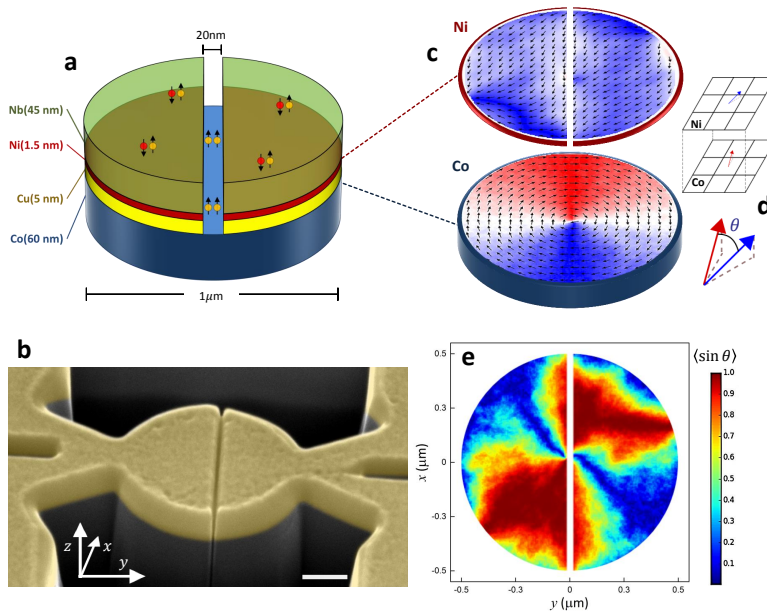 a
20nm
Nb(45 nm)
Ni(1.5 nm)
Cu(5 nm)
Co(60 nm)
1μm
c
Ni
Co
Ni
Co
d
θ
b
z
x
y
e
⟨sin θ⟩
x (μm)
0.5
0.3
0
-0.3
-0.5
-0.5
-0.3
0
0.3
0.5
y (μm)
1.0
0.9
0.8
0.7
0.6
0.5
0.4
0.3
0.2
0.1